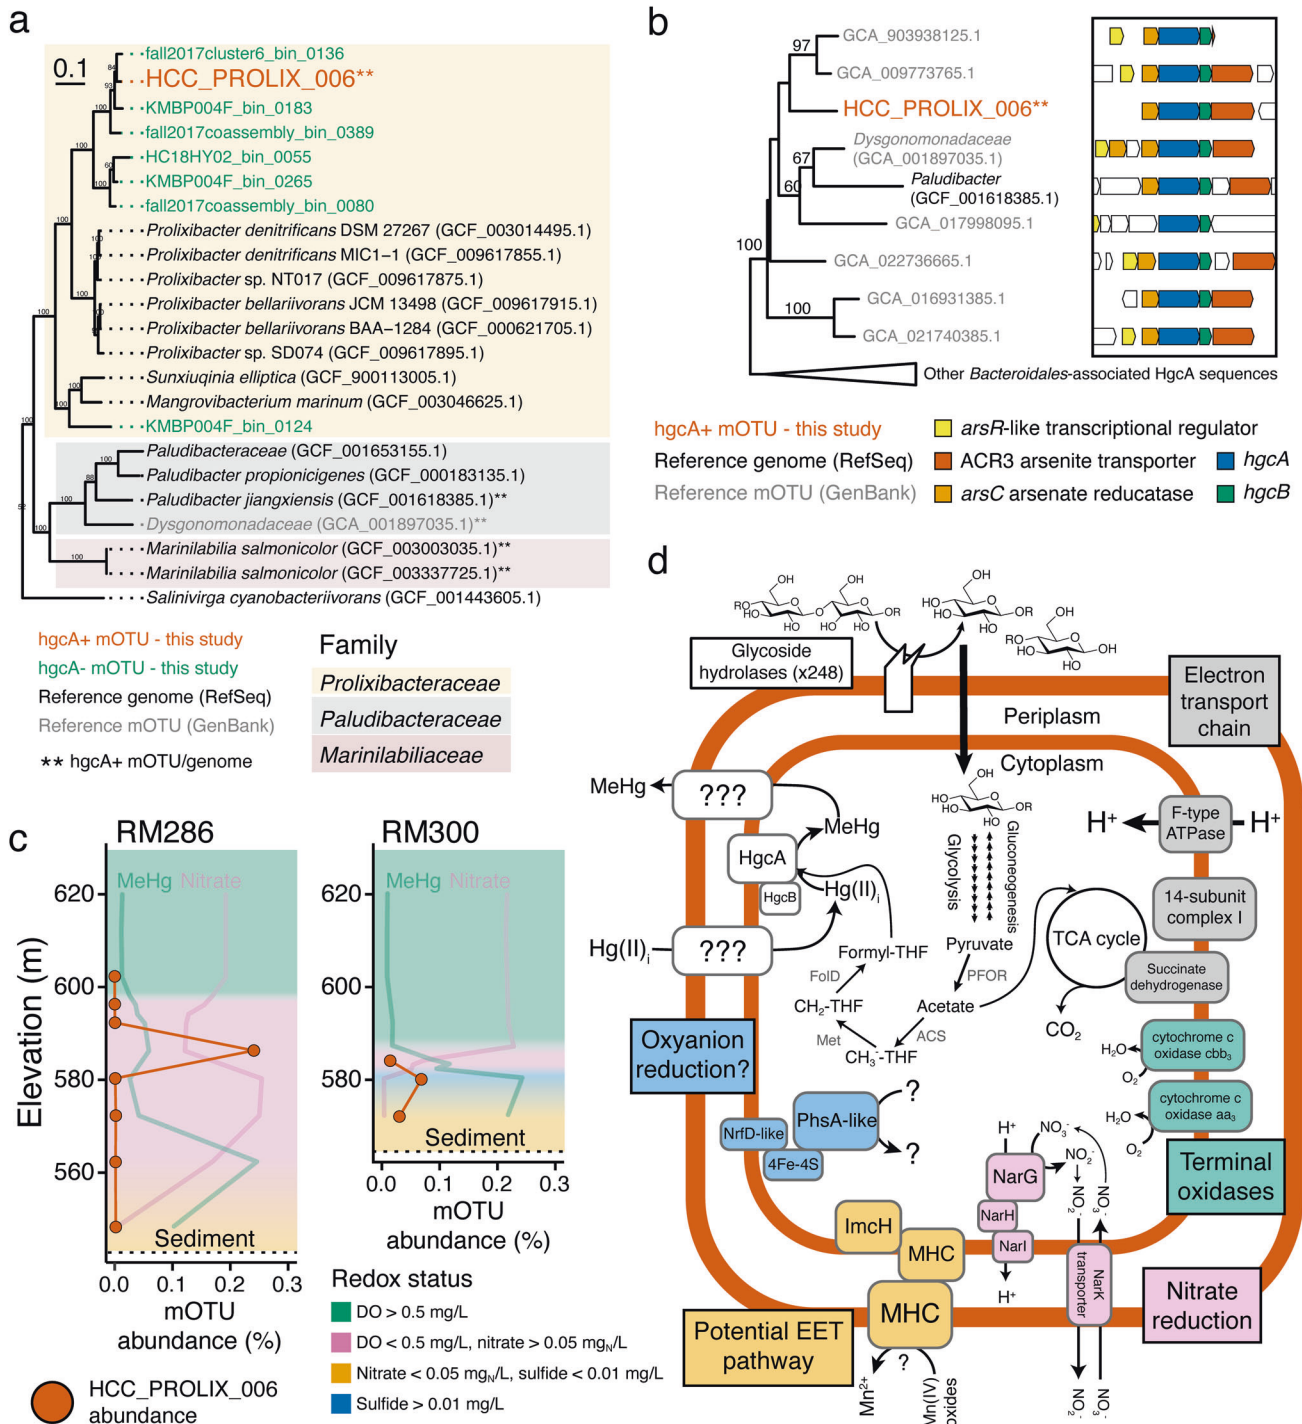 a
0.1
fall2017cluster6_bin_0136
HCC_PROLIX_006**
KMBP004F_bin_0183
fall2017coassembly_bin_0389
HC18HY02_bin_0055
KMBP004F_bin_0265
fall2017coassembly_bin_0080
Prolixibacter denitrificans DSM 27267 (GCF_003014495.1)
Prolixibacter denitrificans MIC1-1 (GCF_009617855.1)
Prolixibacter sp. NT017 (GCF_009617875.1)
Prolixibacter bellariivorans JCM 13498 (GCF_009617915.1)
Prolixibacter bellariivorans BAA-1284 (GCF_000621705.1)
Prolixibacter sp. SD074 (GCF_009617895.1)
Sunxiuqinia elliptica (GCF_900113005.1)
Mangrovibacterium marinum (GCF_003046625.1)
KMBP004F_bin_0124
Paludibacteraceae (GCF_001653155.1)
Paludibacter propionicigenes (GCF_000183135.1)
Paludibacter jiangxiensis (GCF_001618385.1)**
Dysgonomonadaceae (GCA_001897035.1)**
Marinilabilia salmonicolor (GCF_003003035.1)**
Marinilabilia salmonicolor (GCF_003337725.1)**
Salinivirga cyanobacteriivorans (GCF_001443605.1)
hgcA+ mOTU - this study
hgcA- mOTU - this study
Reference genome (RefSeq)
Reference mOTU (GenBank)
** hgcA+ mOTU/genome
Family
Prolixibacteraceae
Paludibacteraceae
Marinilabiliaceae
b
97
67
60
100
100
GCA_903938125.1
GCA_009773765.1
HCC_PROLIX_006**
Dysgonomonadaceae
(GCA_001897035.1)
Paludibacter
(GCF_001618385.1)
GCA_017998095.1
GCA_022736665.1
GCA_016931385.1
GCA_021740385.1
Other Bacteroidales-associated HgcA sequences
hgcA+ mOTU - this study
Reference genome (RefSeq)
Reference mOTU (GenBank)
arsR-like transcriptional regulator
ACR3 arsenite transporter
arsC arsenate reducatase
hgcA
hgcB
c
RM286
RM300
MeHg
Nitrate
MeHg
Nitrate
Elevation (m)
620
600
580
560
620
600
580
Sediment
Sediment
0.0 0.1 0.2 0.3
0.0 0.1 0.2 0.3
mOTU
abundance (%)
mOTU
abundance (%)
Redox status
DO > 0.5 mg/L
DO < 0.5 mg/L, nitrate > 0.05 mgN/L
Nitrate < 0.05 mgN/L, sulfide < 0.01 mg/L
Sulfide > 0.01 mg/L
HCC_PROLIX_006
abundance
d
Glycoside
hydrolases (x248)
Electron
transport
chain
Periplasm
Cytoplasm
MeHg
???
MeHg
HgcA
HgcB
Hg(II)i
Hg(II)i
???
Glycolysis
Gluconeogenesis
Pyruvate
PFOR
Acetate
ACS
Formyl-THF
FolD
CH2-THF
Met
CH3-THF
TCA cycle
CO2
H+
F-type
ATPase
H+
14-subunit
complex I
Succinate
dehydrogenase
cytochrome c
oxidase cbb3
H2O
O2
cytochrome c
oxidase aa3
H2O
O2
Terminal
oxidases
Oxyanion
reduction?
NrfD-like
PhsA-like
4Fe-4S
?
?
H+
NO3-
NO2-
NarG
NarH
NarI
H+
NO2-
NO3-
NarK
transporter
NO2-
NO3-
Nitrate
reduction
ImcH
MHC
MHC
Potential EET
pathway
?
Mn2+
Mn(IV)
oxides